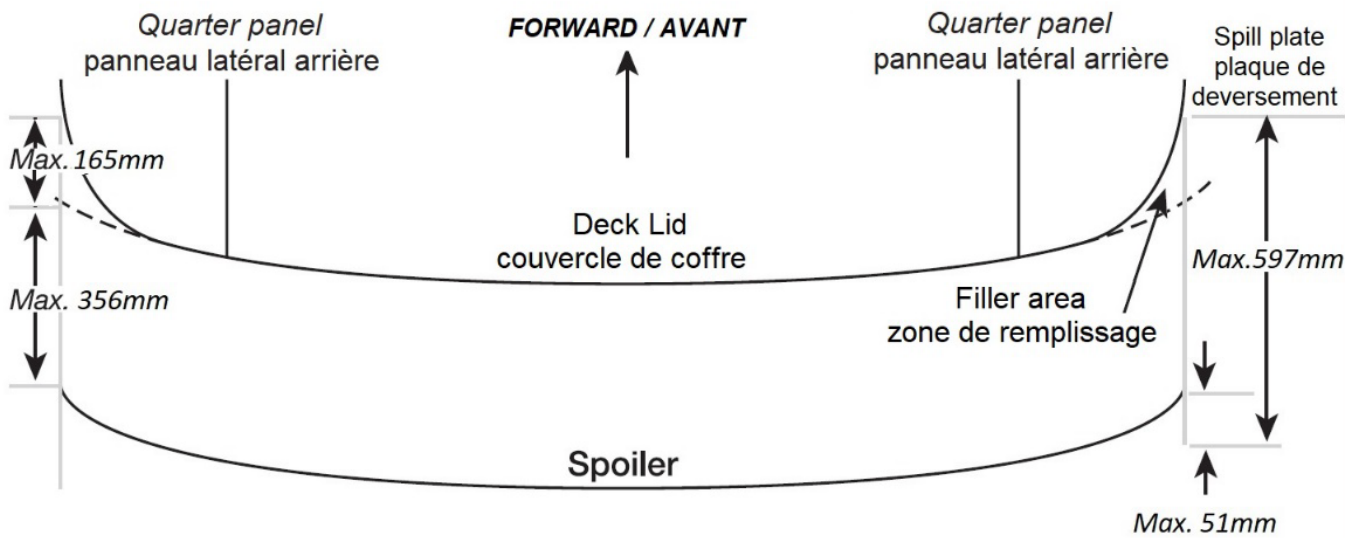 Quarter panel
panneau latéral arrière
FORWARD / AVANT
Quarter panel
panneau latéral arrière
Spill plate
plaque de
deversement
Max. 165mm
Deck Lid
couvercle de coffre
Max.597mm
Max. 356mm
Filler area
zone de remplissage
Spoiler
Max. 51mm